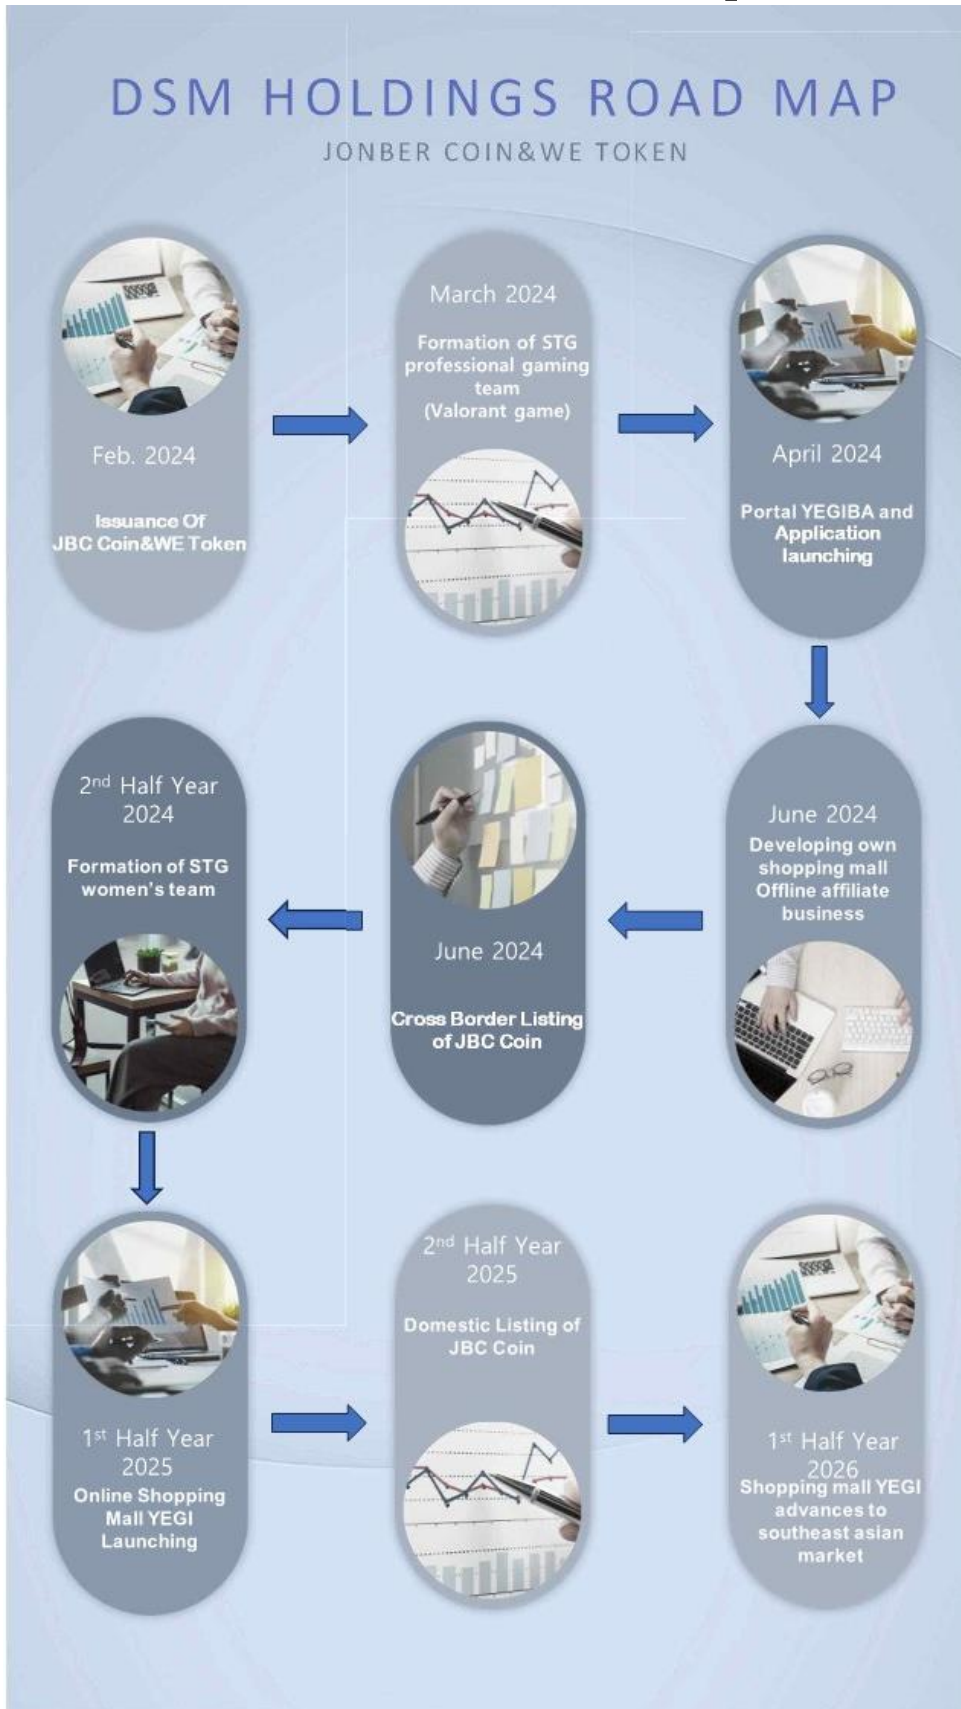 DSM HOLDINGS ROAD MAP
JONBER COIN&WE TOKEN
Feb. 2024
Issuance Of
JBC Coin&WE Token
March 2024
Formation of STG
professional gaming
team
(Valorant game)
April 2024
Portal YEGIBA and
Application
launching
June 2024
Developing own
shopping mall
Offline affiliate
business
June 2024
Cross Border Listing
of JBC Coin
2nd Half Year
2024
Formation of STG
women's team
1st Half Year
2025
Online Shopping
Mall YEGI
Launching
2nd Half Year
2025
Domestic Listing of
JBC Coin
1st Half Year
2026
Shopping mall YEGI
advances to
southeast asian
market